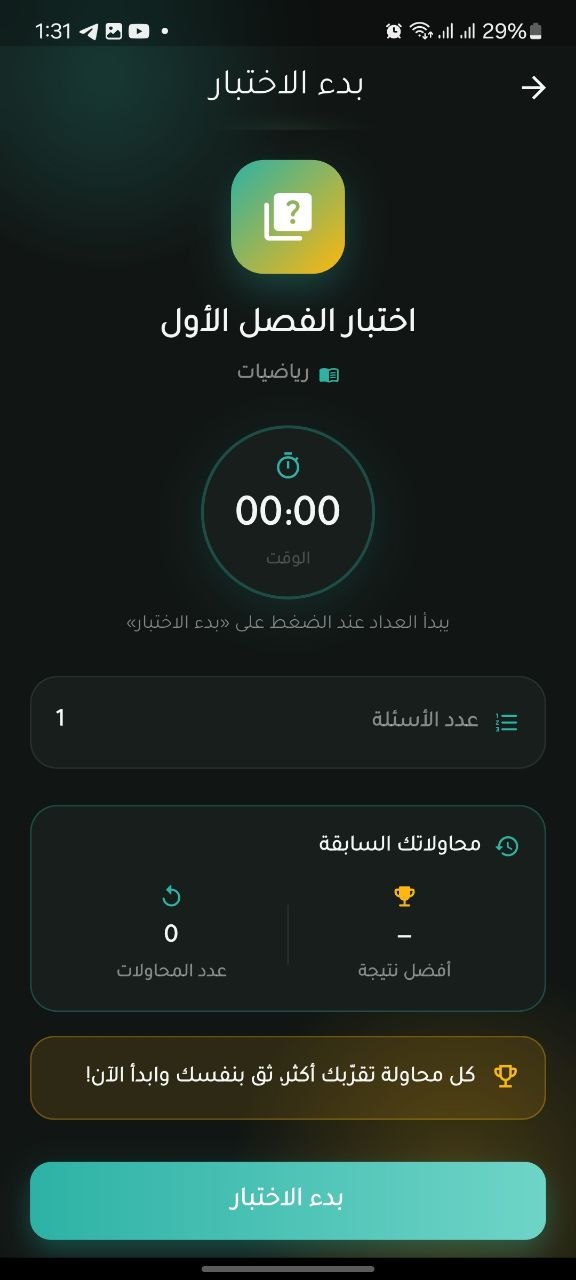 1:31
29%
بدء الاختبار
اختبار الفصل الأول
رياضيات
00:00
الوقت
يبدأ العداد عند الضغط على «بدء الاختبار»
عدد الأسئلة 1
محاولاتك السابقة
– 0
أفضل نتيجة عدد المحاولات
كل محاولة تقرّبك أكثر، ثق بنفسك وابدأ الآن!
بدء الاختبار